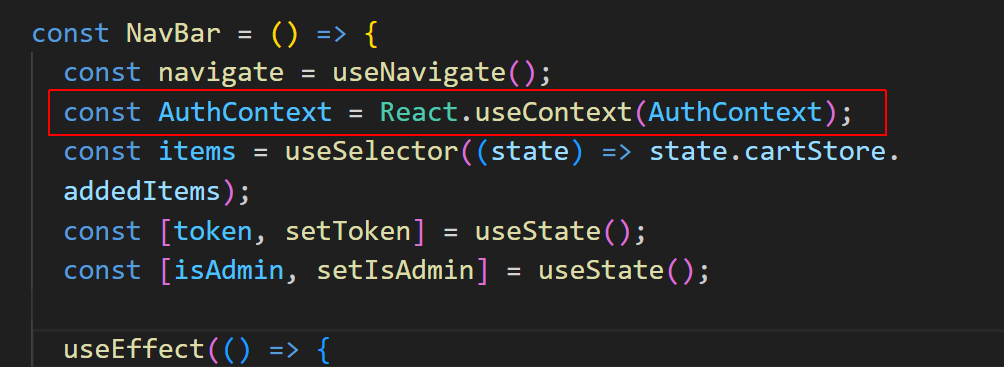 const NavBar = () => {
const navigate = useNavigate();
const AuthContext = React.useContext(AuthContext);
const items = useSelector((state) => state.cartStore.
addedItems);
const [token, setToken] = useState();
const [isAdmin, setIsAdmin] = useState();
useEffect(() => {